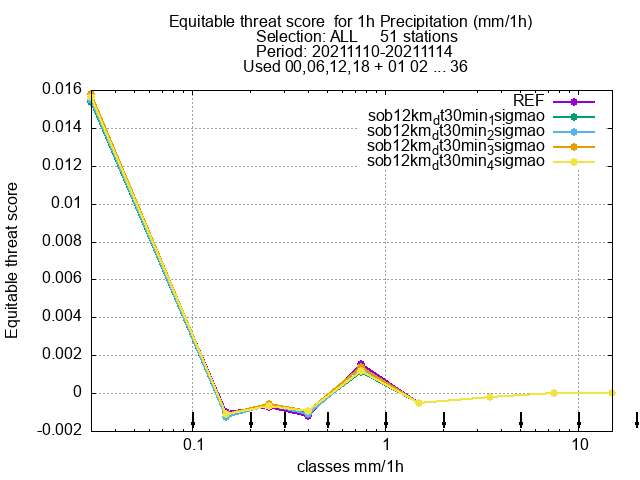 Equitable threat score  for 1h Precipitation (mm/1h)
Selection: ALL     51 stations
Period: 20211110-20211114
Used 00,06,12,18 + 01 02 ... 36
REF
sob12km_dt30min_1sigmao
sob12km_dt30min_2sigmao
sob12km_dt30min_3sigmao
sob12km_dt30min_4sigmao
0.016
0.014
0.012
0.01
0.008
0.006
0.004
0.002
0
-0.002
Equitable threat score
0.1 1 10
classes mm/1h